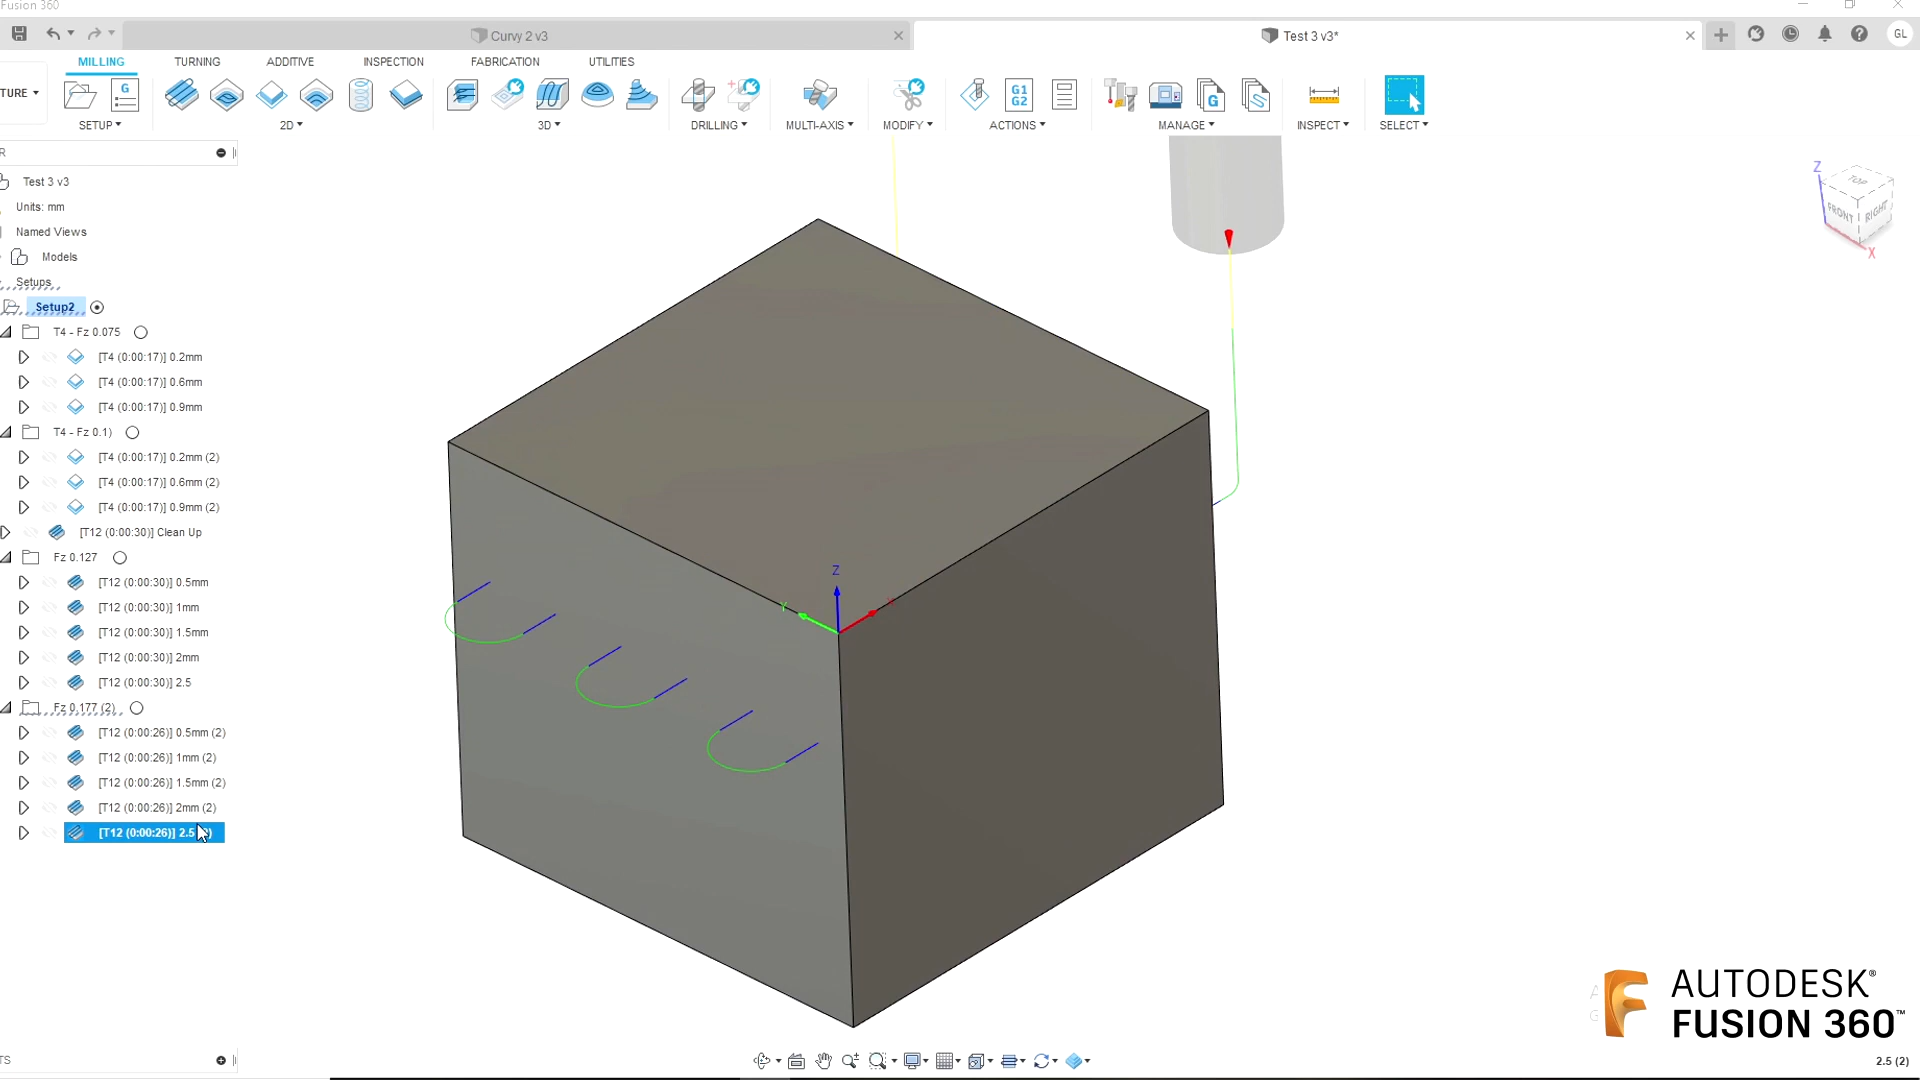 Fusion 360
Curvy 2 v3
Test 3 v3*
GL
MILLING
TURNING
ADDITIVE
INSPECTION
FABRICATION
UTILITIES
TURE
G
G1
G2
G
SETUP
2D
3D
DRILLING
MULTI-AXIS
MODIFY
ACTIONS
MANAGE
INSPECT
SELECT
R
Test 3 v3
Units: mm
Named Views
Models
Setups
Setup2
T4 - Fz 0.075
[T4 (0:00:17)] 0.2mm
[T4 (0:00:17)] 0.6mm
[T4 (0:00:17)] 0.9mm
T4 - Fz 0.1)
[T4 (0:00:17)] 0.2mm (2)
[T4 (0:00:17)] 0.6mm (2)
[T4 (0:00:17)] 0.9mm (2)
[T12 (0:00:30)] Clean Up
Fz 0.127
[T12 (0:00:30)] 0.5mm
[T12 (0:00:30)] 1mm
[T12 (0:00:30)] 1.5mm
[T12 (0:00:30)] 2mm
[T12 (0:00:30)] 2.5
Fz 0.177 (2)
[T12 (0:00:26)] 0.5mm (2)
[T12 (0:00:26)] 1mm (2)
[T12 (0:00:26)] 1.5mm (2)
[T12 (0:00:26)] 2mm (2)
[T12 (0:00:26)] 2.5
TS
Z
TOP
FRONT
RIGHT
X
Z
Y
AUTODESK®
FUSION 360™
2.5 (2)